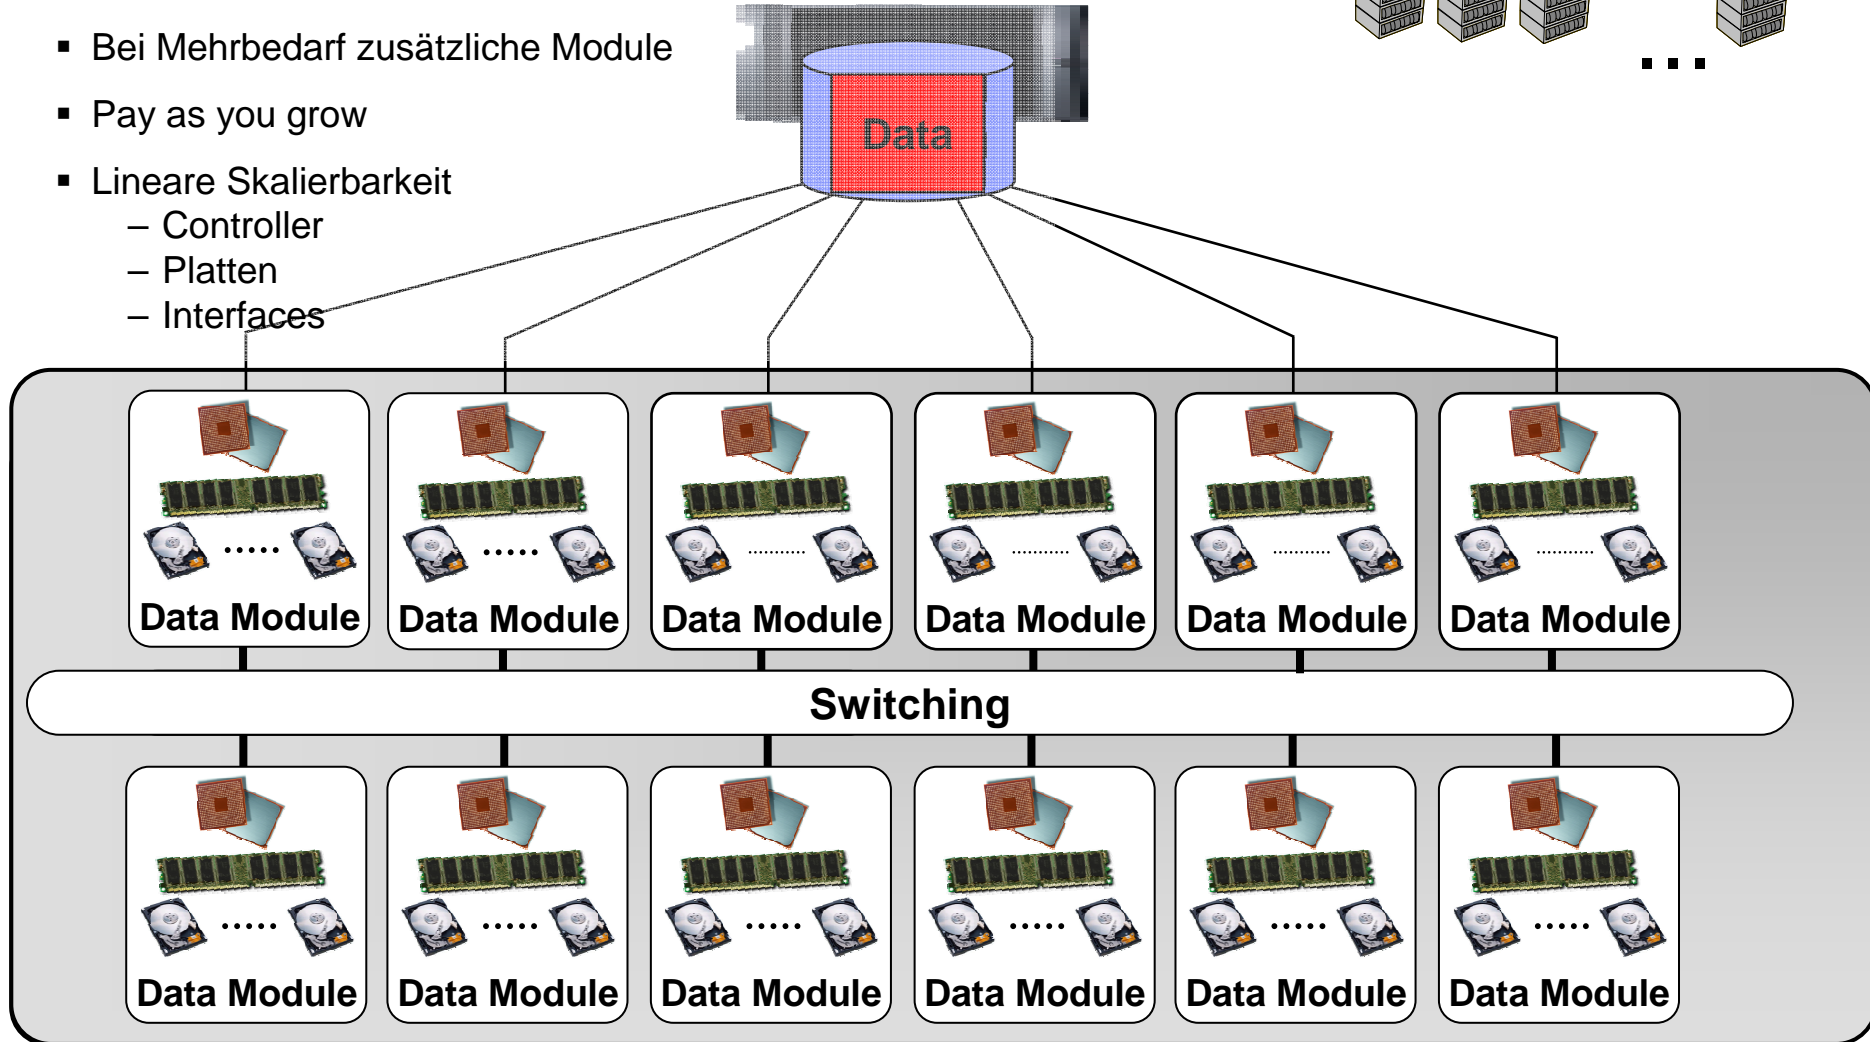 ▪ Bei Mehrbedarf zusätzliche Module
▪ Pay as you grow
▪ Lineare Skalierbarkeit
– Controller
– Platten
– Interfaces
Data
...
Data Module Data Module Data Module Data Module Data Module Data Module
Switching
Data Module Data Module Data Module Data Module Data Module Data Module